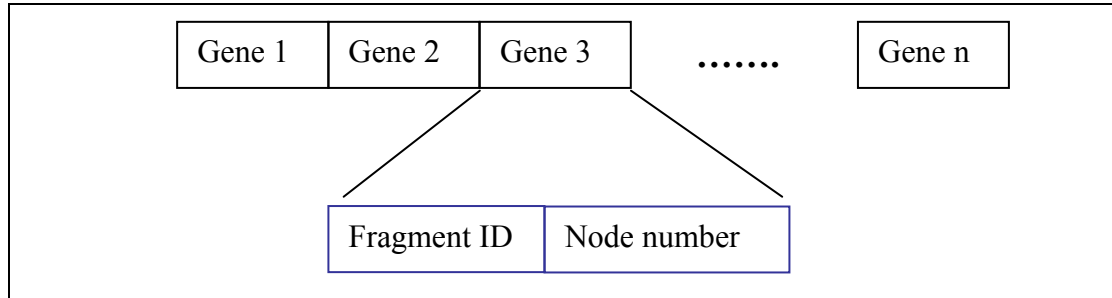 Gene 1 Gene 2 Gene 3 ....... Gene n
Fragment ID Node number